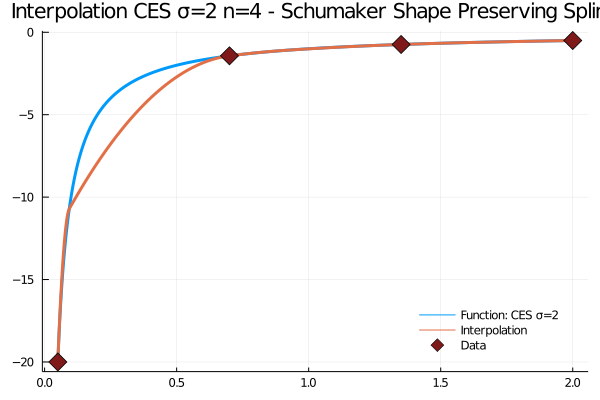 Interpolation CES σ=2 n=4 - Schumaker Shape Preserving Splin
0
−5
−10
−15
−20
0.0
0.5
1.0
1.5
2.0
Function: CES σ=2
Interpolation
Data